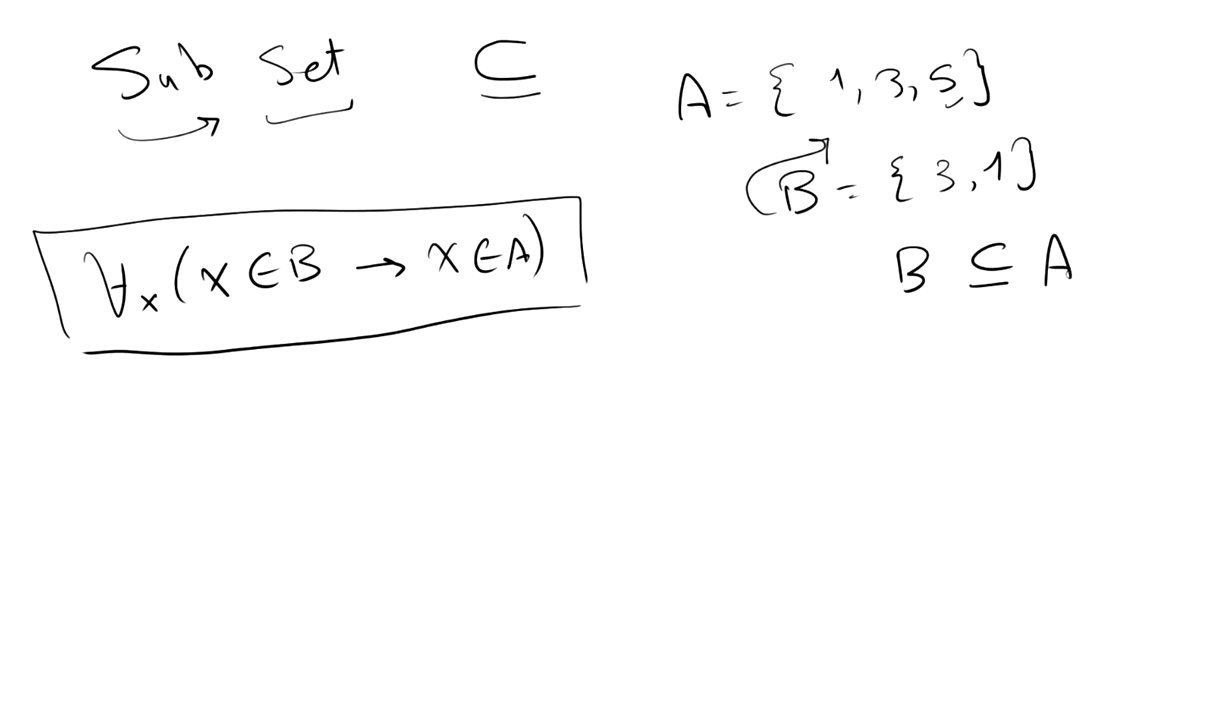 Sub Set ⊆
A = { 1, 3, 5 }
B = { 3, 1 }
B ⊆ A
∀x (x ∈ B → x ∈ A)